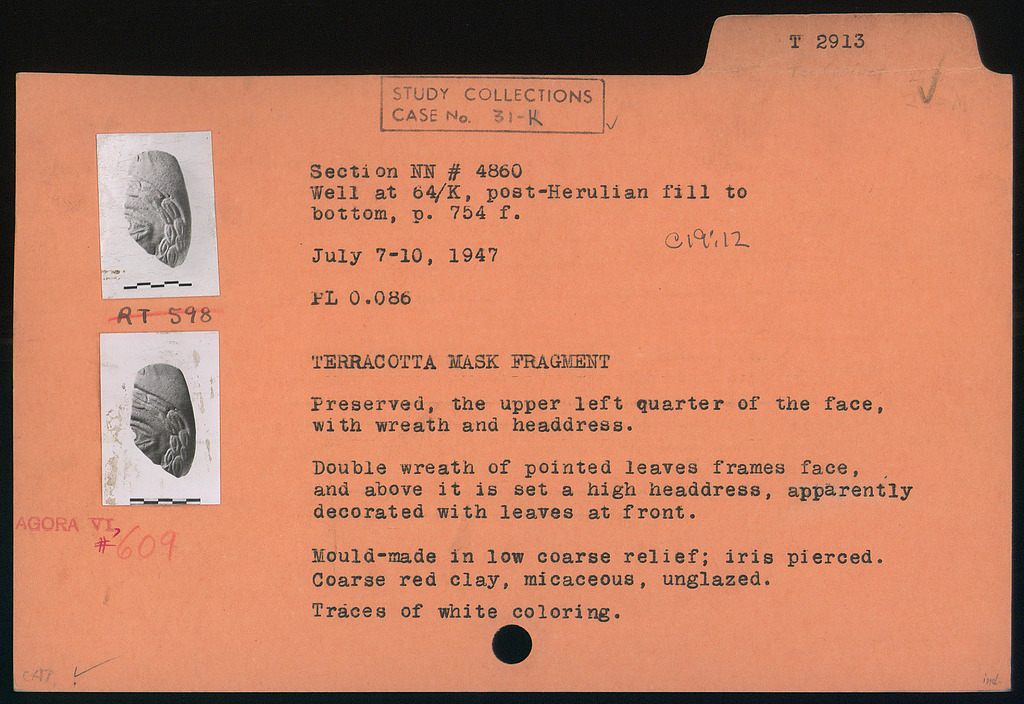 T 2913
STUDY COLLECTIONS
CASE No. 31-K
Section NN # 4860
Well at 64/K, post-Herulian fill to
bottom, p. 754 f.
C19:12
July 7-10, 1947
PL 0.086
RT 598
TERRACOTTA MASK FRAGMENT
Preserved, the upper left quarter of the face,
with wreath and headdress.
Double wreath of pointed leaves frames face,
and above it is set a high headdress, apparently
decorated with leaves at front.
AGORA VI,
#609
Mould-made in low coarse relief; iris pierced.
Coarse red clay, micaceous, unglazed.
Traces of white coloring.
CAT